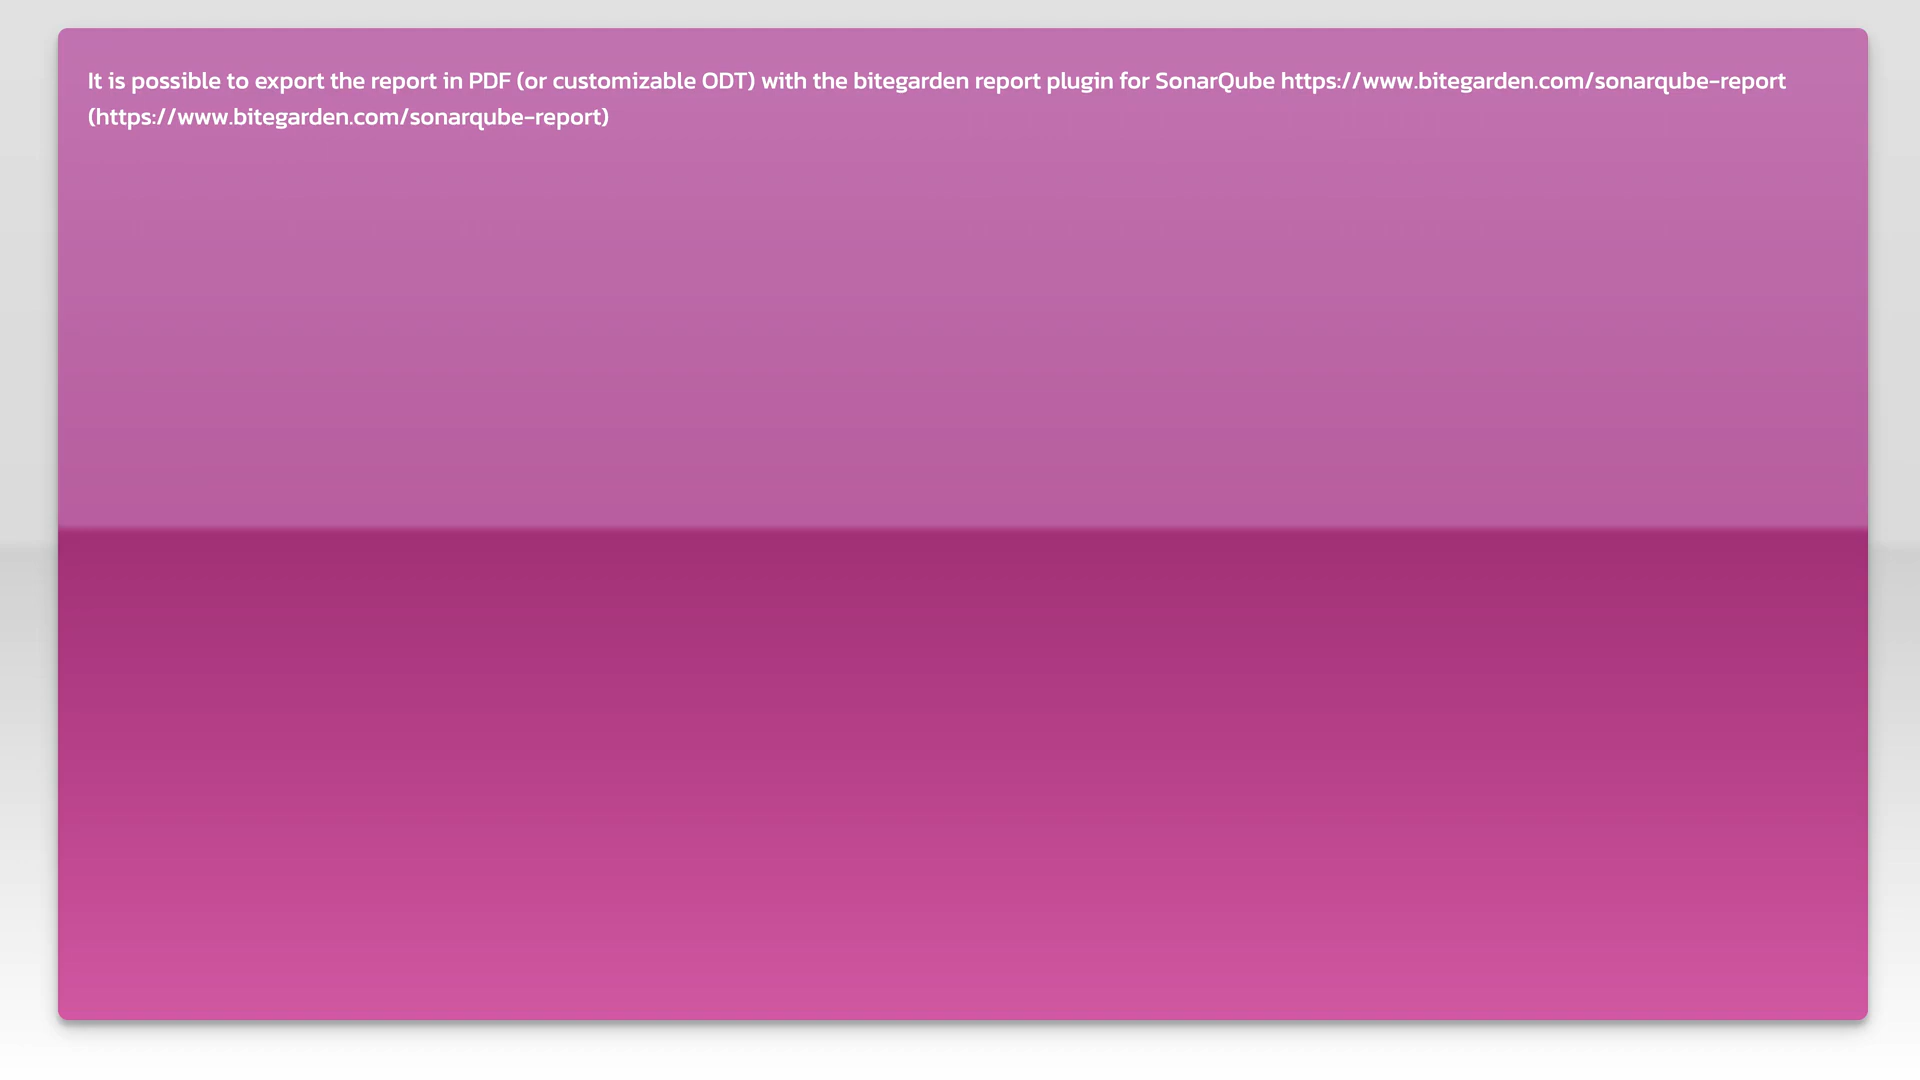 It is possible to export the report in PDF (or customizable ODT) with the bitegarden report plugin for SonarQube https://www.bitegarden.com/sonarqube-report
(https://www.bitegarden.com/sonarqube-report)